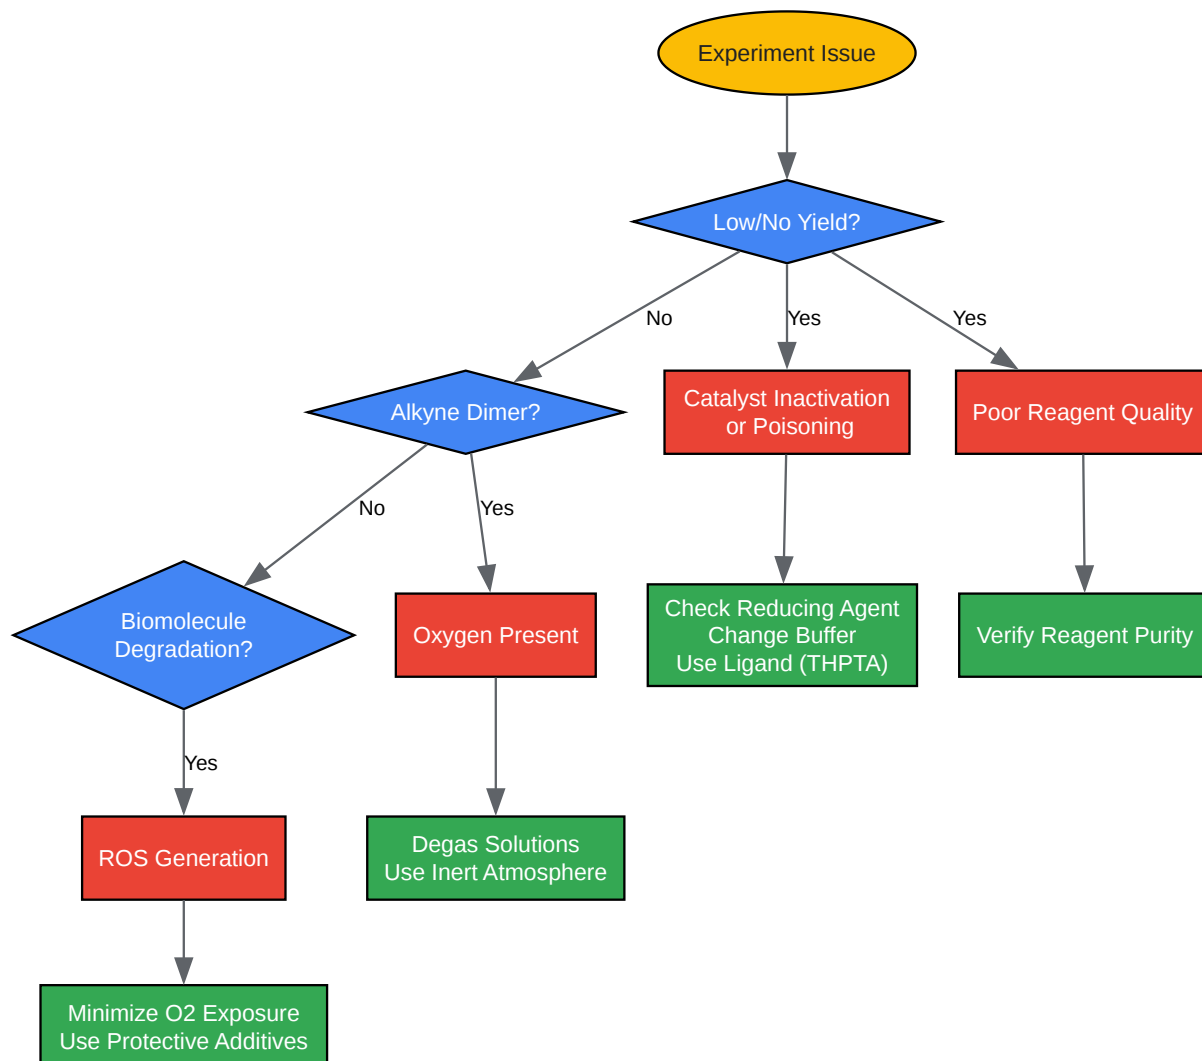 Experiment Issue
Low/No Yield?
No
Yes
Yes
Alkyne Dimer?
Catalyst Inactivation
or Poisoning
Poor Reagent Quality
No
Yes
Biomolecule
Degradation?
Oxygen Present
Check Reducing Agent
Change Buffer
Use Ligand (THPTA)
Verify Reagent Purity
Yes
ROS Generation
Degas Solutions
Use Inert Atmosphere
Minimize O2 Exposure
Use Protective Additives